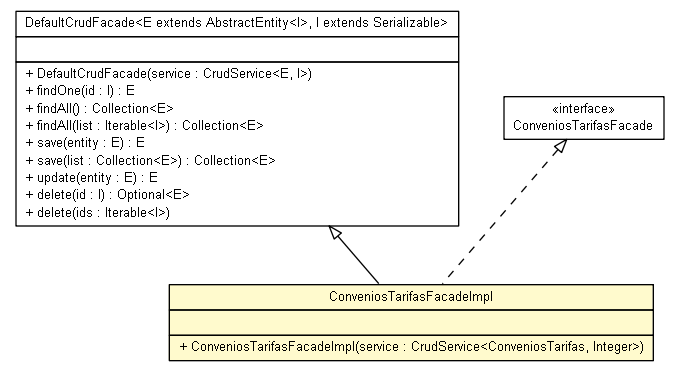 DefaultCrudFacade<E extends AbstractEntity<I>, I extends Serializable>
+ DefaultCrudFacade(service : CrudService<E, I>)
+ findOne(id : I) : E
+ findAll() : Collection<E>
+ findAll(list : Iterable<I>) : Collection<E>
+ save(entity : E) : E
+ save(list : Collection<E>) : Collection<E>
+ update(entity : E) : E
+ delete(id : I) : Optional<E>
+ delete(ids : Iterable<I>)
«interface»
ConveniosTarifasFacade
ConveniosTarifasFacadeImpl
+ ConveniosTarifasFacadeImpl(service : CrudService<ConveniosTarifas, Integer>)